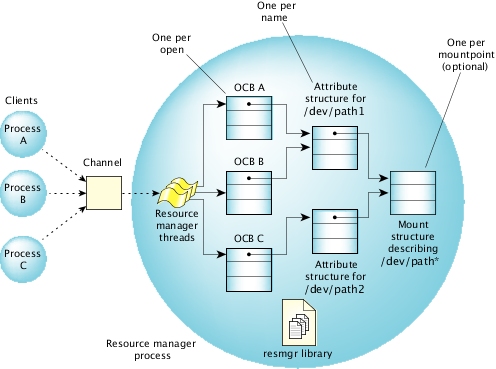 One per
name
One per
open
One per
mountpoint
(optional)
Clients
Process
A
Process
B
Process
C
Channel
Resource
manager
threads
OCB A
OCB B
OCB C
Attribute
structure for
/dev/path1
Attribute
structure for
/dev/path2
Mount
structure
describing
/dev/path*
Resource manager
process
resmgr library